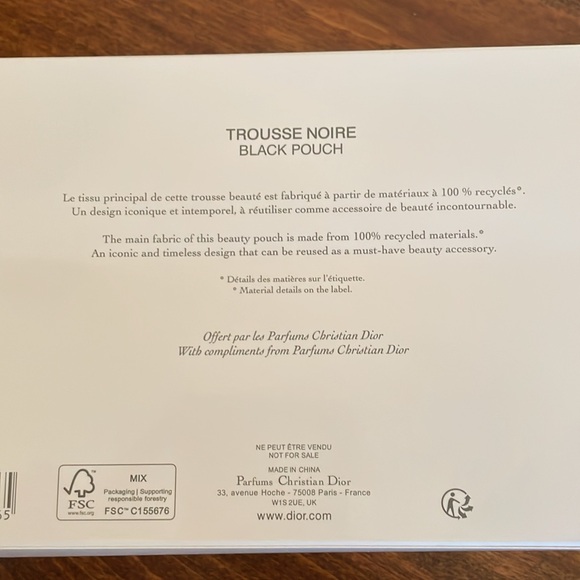 TROUSSE NOIRE
BLACK POUCH
Le tissu principal de cette trousse beauté est fabriqué à partir de matériaux à 100 % recyclés*.
Un design iconique et intemporel, à réutiliser comme accessoire de beauté incontournable.
The main fabric of this beauty pouch is made from 100% recycled materials.*
An iconic and timeless design that can be reused as a must-have beauty accessory.
* Détails des matières sur l'étiquette.
* Material details on the label.
Offert par les Parfums Christian Dior
With compliments from Parfums Christian Dior
NE PEUT ÊTRE VENDU
NOT FOR SALE
MADE IN CHINA
Parfums Christian Dior
33, avenue Hoche - 75008 Paris - France
W1S 2UE, UK
www.dior.com
FSC
www.fsc.org
MIX
Packaging | Supporting
responsible forestry
FSC™ C155676